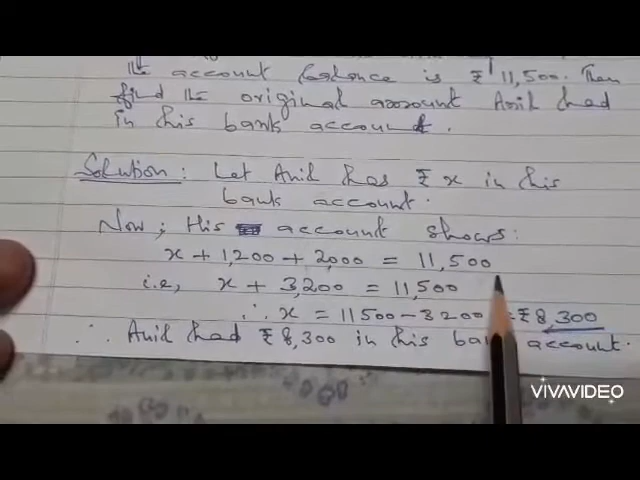 the account balance is ₹ 11,500. Then
find the original amount Anil had
in his bank account.
Solution: Let Anil has ₹ x in his
bank account.
Now; His account shows:
x + 1,200 + 2,000 = 11,500
i.e, x + 3,200 = 11,500
∴ x = 11500 - 3200 = ₹ 8,300
∴ Anil had ₹ 8,300 in his bank account.
VIVAVIDEO